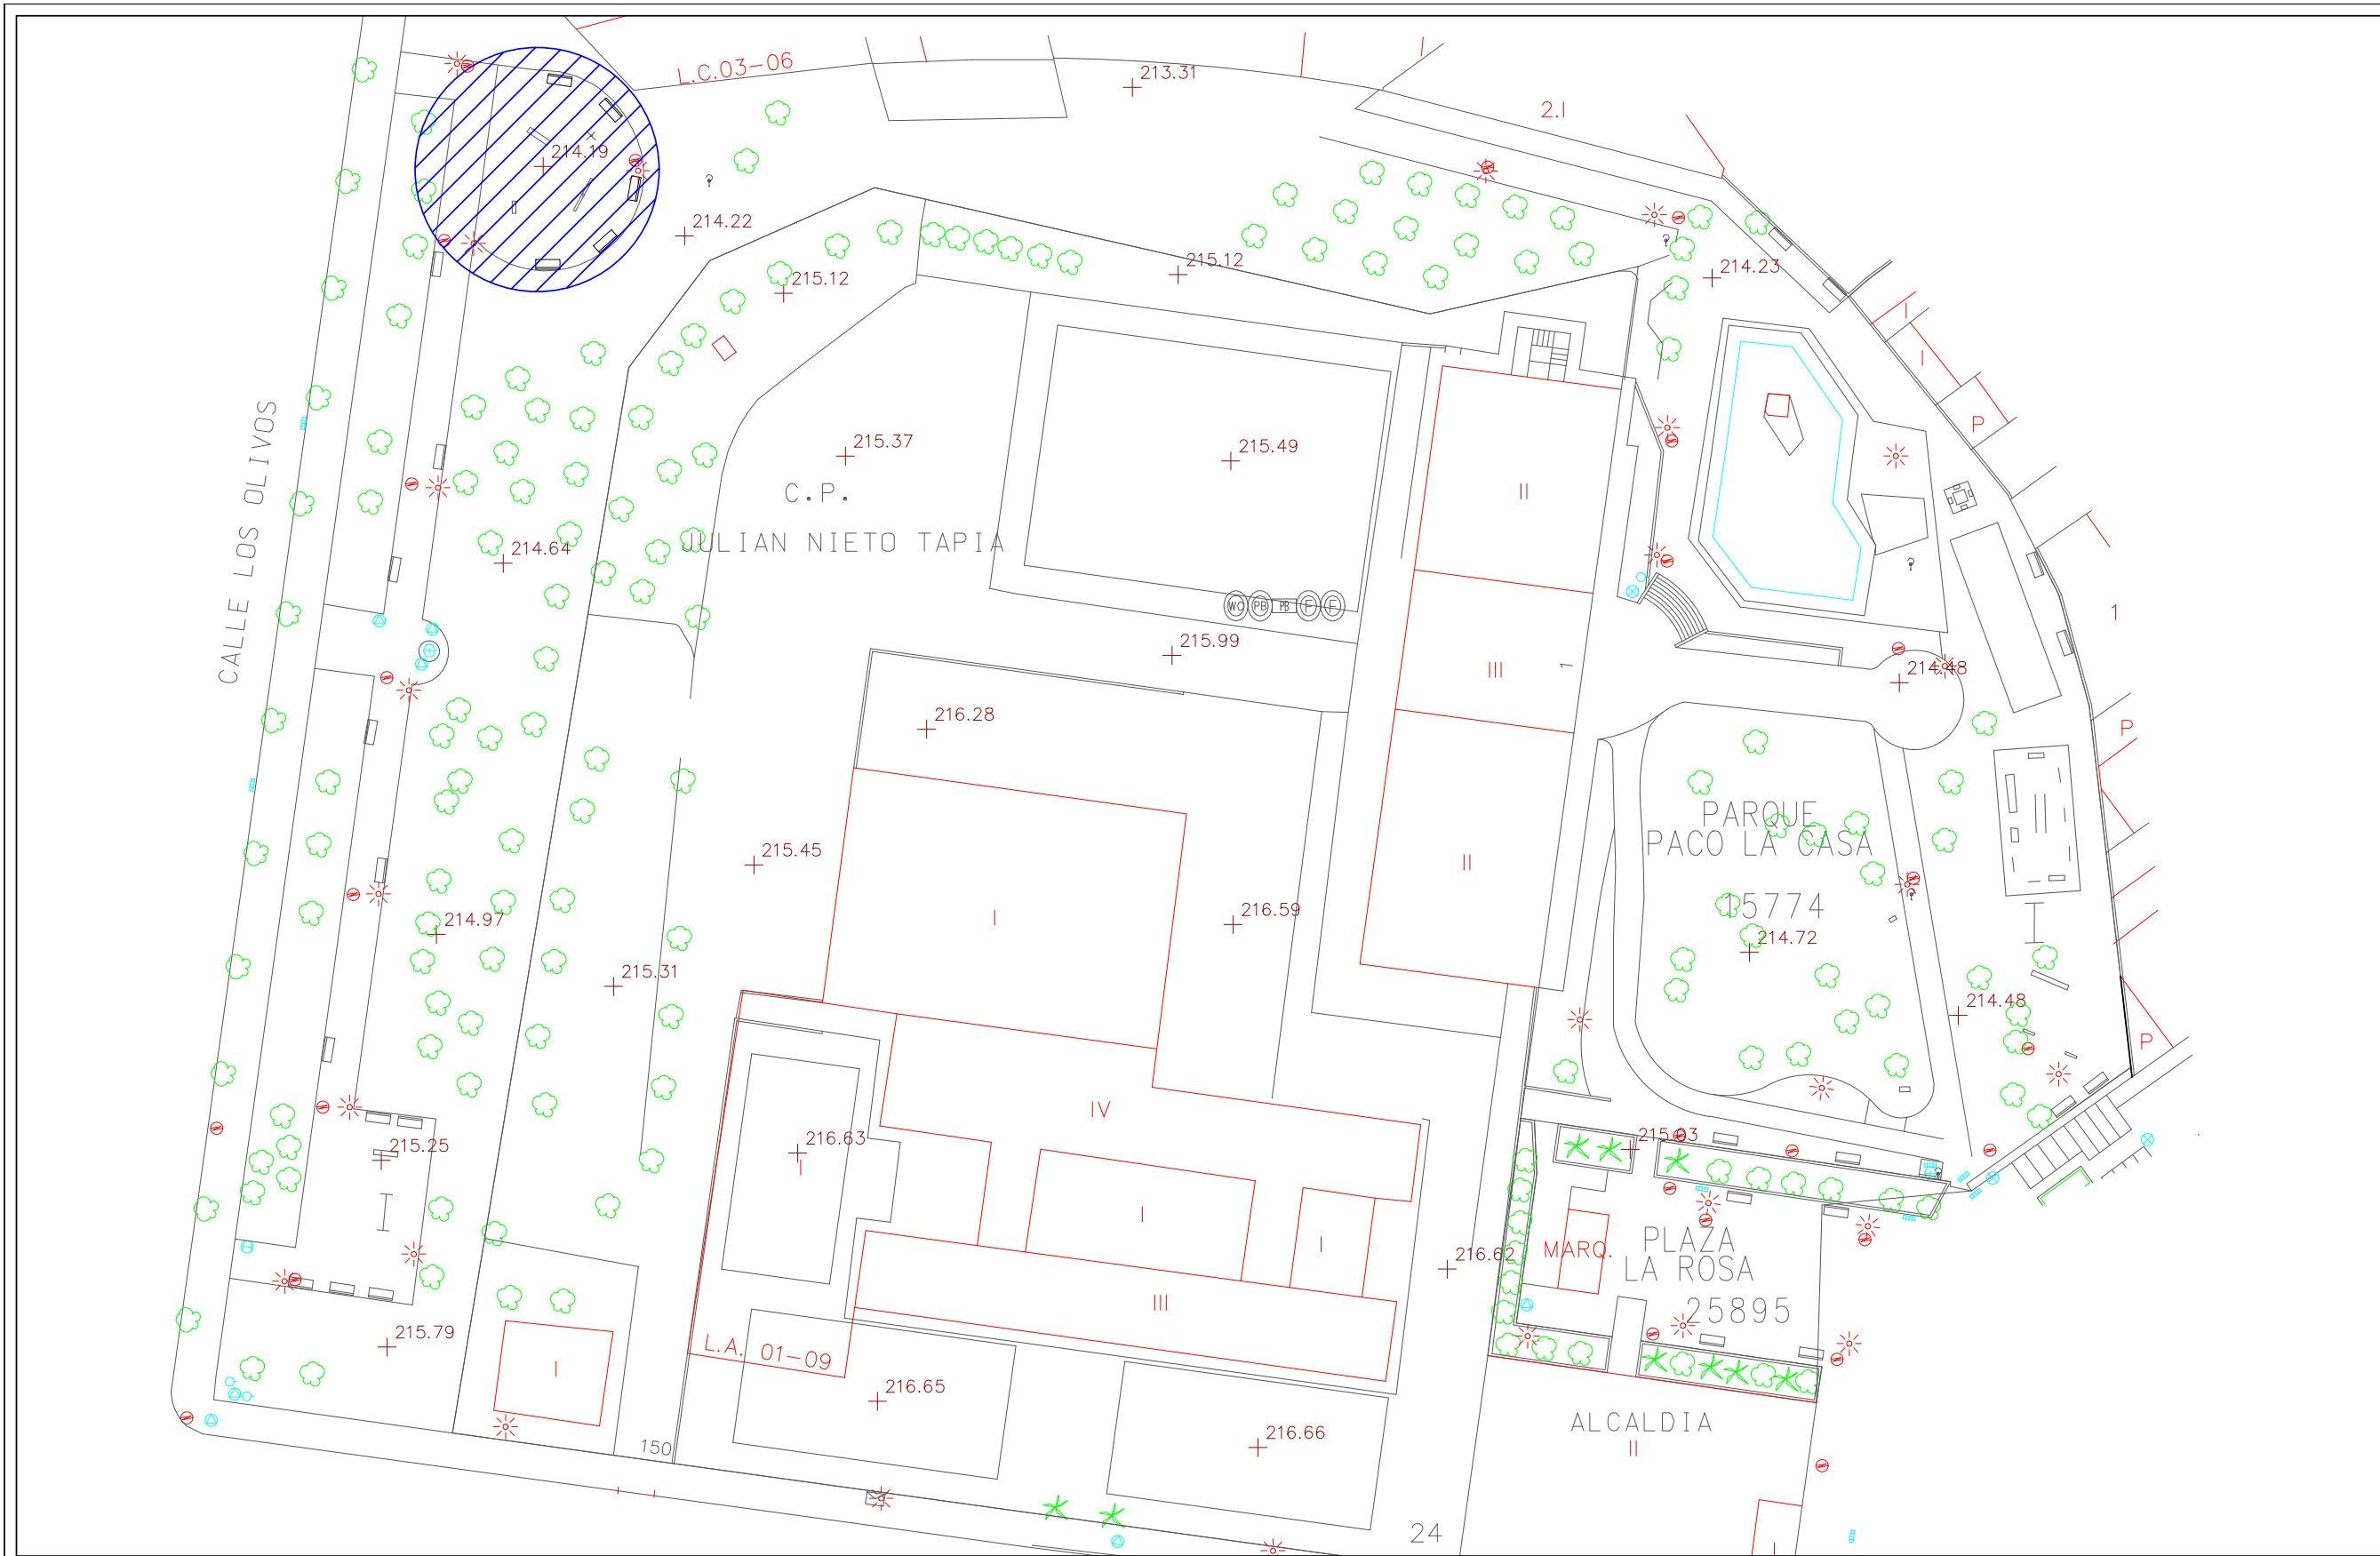 L.C.03-06
213.31
2.I
214.19
214.22
215.12
215.12
214.23
I
I
P
CALLE LOS OLIVOS
215.37
215.49
C.P.
JULIAN NIETO TAPIA
II
214.64
WC PB PB F F
1
215.99
III
1
214.48
216.28
P
PARQUE
PACO LA CASA
15774
215.45
II
214.97
I
216.59
214.72
215.31
214.48
P
IV
215.25
216.63
I
215.03
I
I
216.62
MARQ.
PLAZA
LA ROSA
25895
III
215.79
L.A. 01-09
I
216.65
150
216.66
ALCALDIA
II
24
I